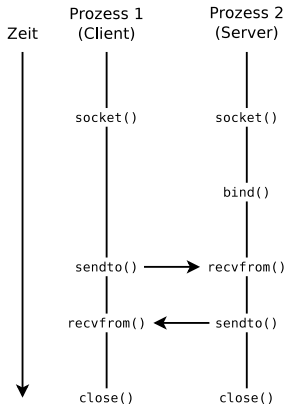 Zeit
Prozess 1
(Client)
Prozess 2
(Server)
socket()
socket()
bind()
sendto()
recvfrom()
recvfrom()
sendto()
close()
close()